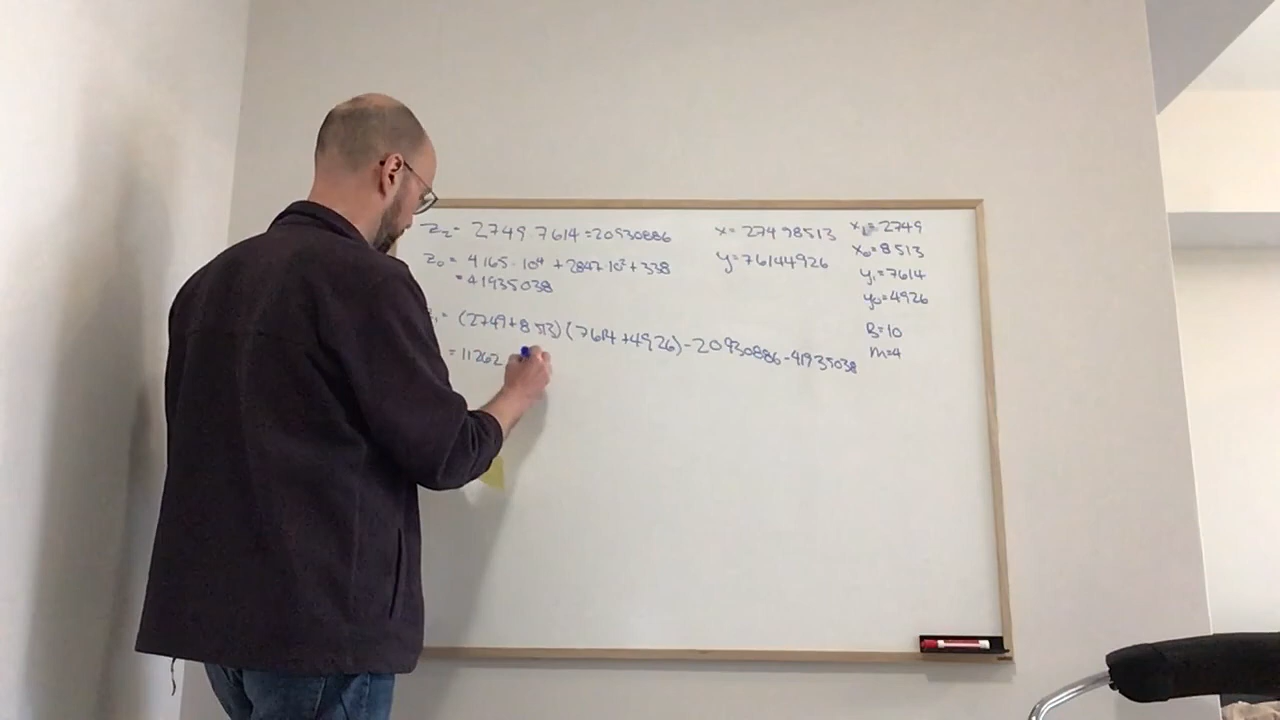 z₂= 2749 7614 =20930886
z₀= 4165·10⁴ +2847·10²+338
=41935038
₁= (2749+8513)(7614+4926)-20930886-41935038
=11262
x= 27498513
y=76144926
x₁=2749
x₀=8513
y₁=7614
y₀=4926
B=10
m=4